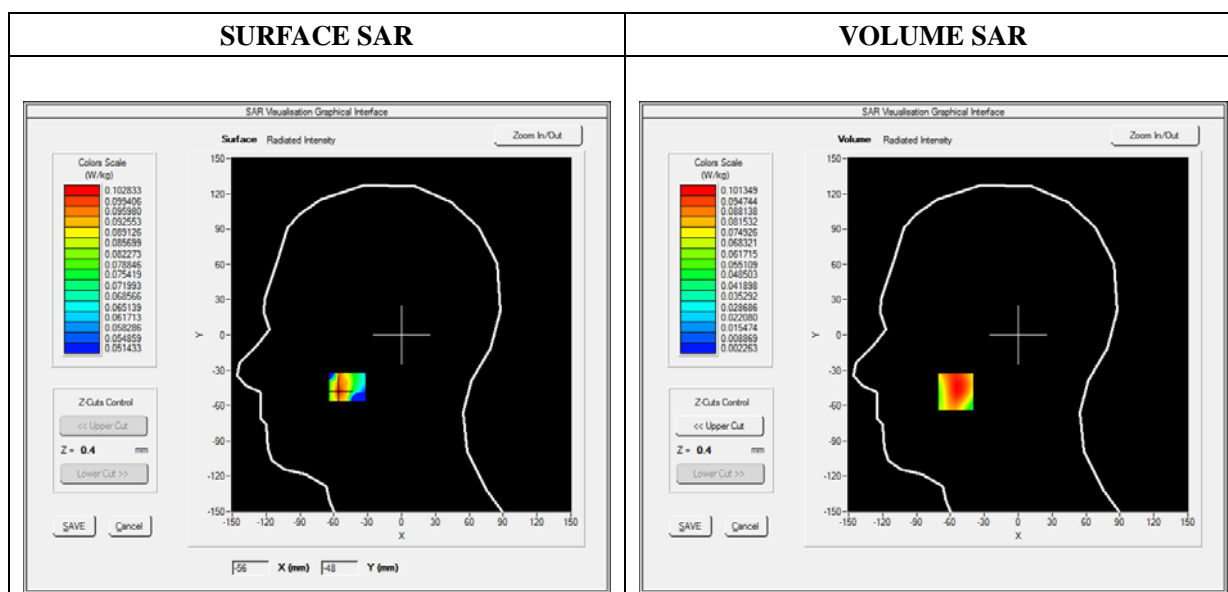 SURFACE SAR
VOLUME SAR
SAR Visualisation Graphical Interface
Surface Radiated Intensity
Zoom In/Out
Colors Scale
(W/kg)
0.102833
0.099406
0.095980
0.092553
0.089126
0.085699
0.082273
0.078846
0.075419
0.071993
0.068566
0.065139
0.061713
0.058286
0.054859
0.051433
Z-Cuts Control
<< Upper Cut
Z = 0.4 mm
Lower Cut >>
SAVE Cancel
150
120
90
60
30
0
-30
-60
-90
-120
-150
Y
-150 -120 -90 -60 -30 0 30 60 90 120 150
X
-56 X (mm) -48 Y (mm)
SAR Visualisation Graphical Interface
Volume Radiated Intensity
Zoom In/Out
Colors Scale
(W/kg)
0.101349
0.094744
0.088138
0.081532
0.074926
0.068321
0.061715
0.055109
0.048503
0.041898
0.035292
0.028686
0.022080
0.015474
0.008869
0.002263
Z-Cuts Control
<< Upper Cut
Z = 0.4 mm
Lower Cut >>
SAVE Cancel
150
120
90
60
30
0
-30
-60
-90
-120
-150
Y
-150 -120 -90 -60 -30 0 30 60 90 120 150
X